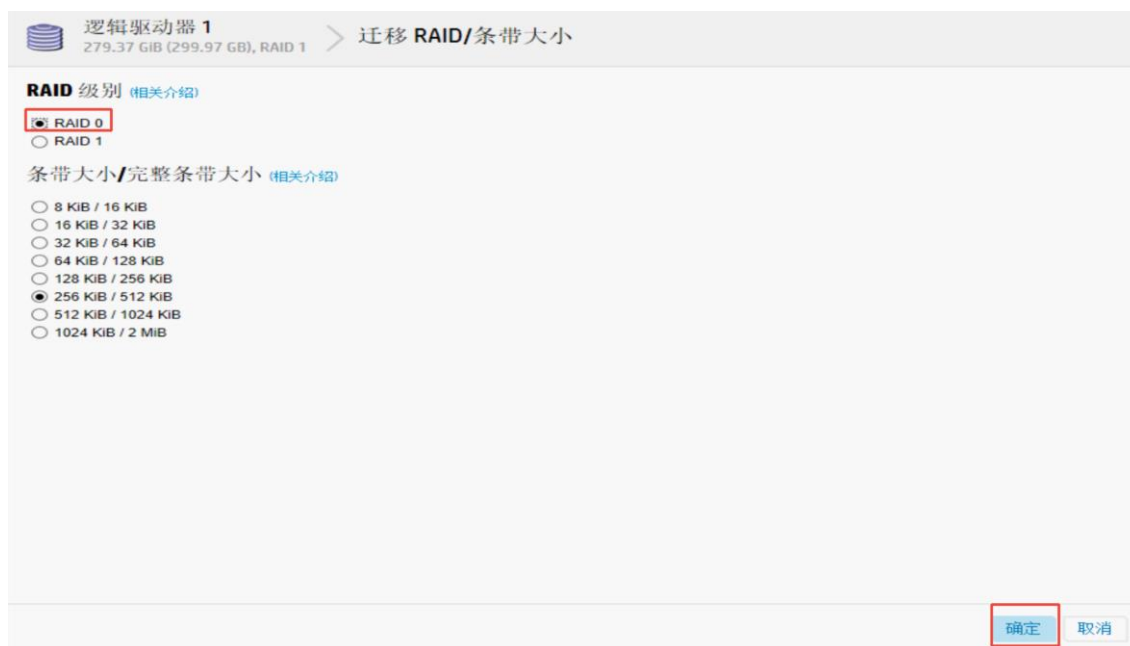 逻辑驱动器 1
279.37 GiB (299.97 GB), RAID 1
迁移 RAID/条带大小
RAID 级别 (相关介绍)
RAID 0
RAID 1
条带大小/完整条带大小 (相关介绍)
8 KiB / 16 KiB
16 KiB / 32 KiB
32 KiB / 64 KiB
64 KiB / 128 KiB
128 KiB / 256 KiB
256 KiB / 512 KiB
512 KiB / 1024 KiB
1024 KiB / 2 MiB
确定 取消